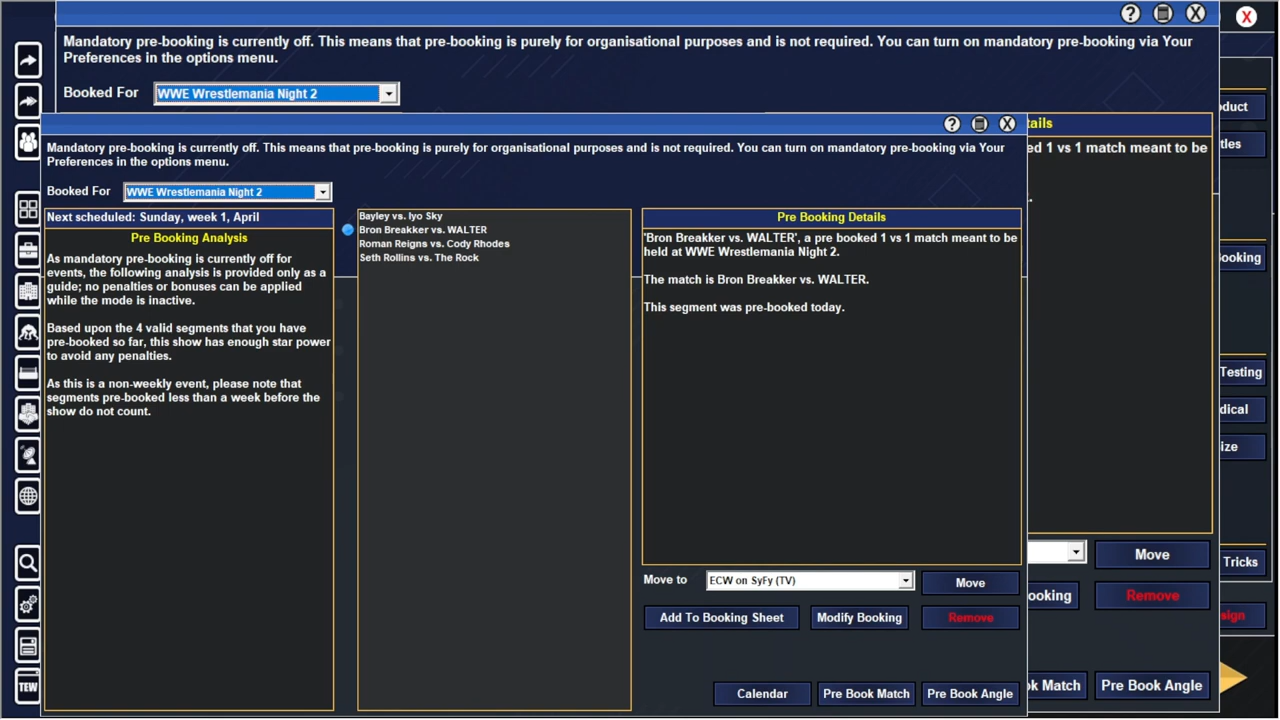 ? X X
Mandatory pre-booking is currently off. This means that pre-booking is purely for organisational purposes and is not required. You can turn on mandatory pre-booking via Your
Preferences in the options menu.
Booked For WWE Wrestlemania Night 2
duct
? X
tails
Mandatory pre-booking is currently off. This means that pre-booking is purely for organisational purposes and is not required. You can turn on mandatory pre-booking via Your
Preferences in the options menu.
ed 1 vs 1 match meant to be
tles
Booked For WWE Wrestlemania Night 2
.
Next scheduled: Sunday, week 1, April
Pre Booking Analysis
As mandatory pre-booking is currently off for
events, the following analysis is provided only as a
guide; no penalties or bonuses can be applied
while the mode is inactive.
Based upon the 4 valid segments that you have
pre-booked so far, this show has enough star power
to avoid any penalties.
As this is a non-weekly event, please note that
segments pre-booked less than a week before the
show do not count.
Bayley vs. Iyo Sky
Bron Breakker vs. WALTER
Roman Reigns vs. Cody Rhodes
Seth Rollins vs. The Rock
Pre Booking Details
'Bron Breakker vs. WALTER', a pre booked 1 vs 1 match meant to be
held at WWE Wrestlemania Night 2.
The match is Bron Breakker vs. WALTER.
This segment was pre-booked today.
Move to ECW on SyFy (TV) Move
Add To Booking Sheet Modify Booking Remove
Calendar Pre Book Match Pre Book Angle
ooking
Testing
dical
ize
Move
Tricks
ooking Remove
sign
ok Match Pre Book Angle
TEW